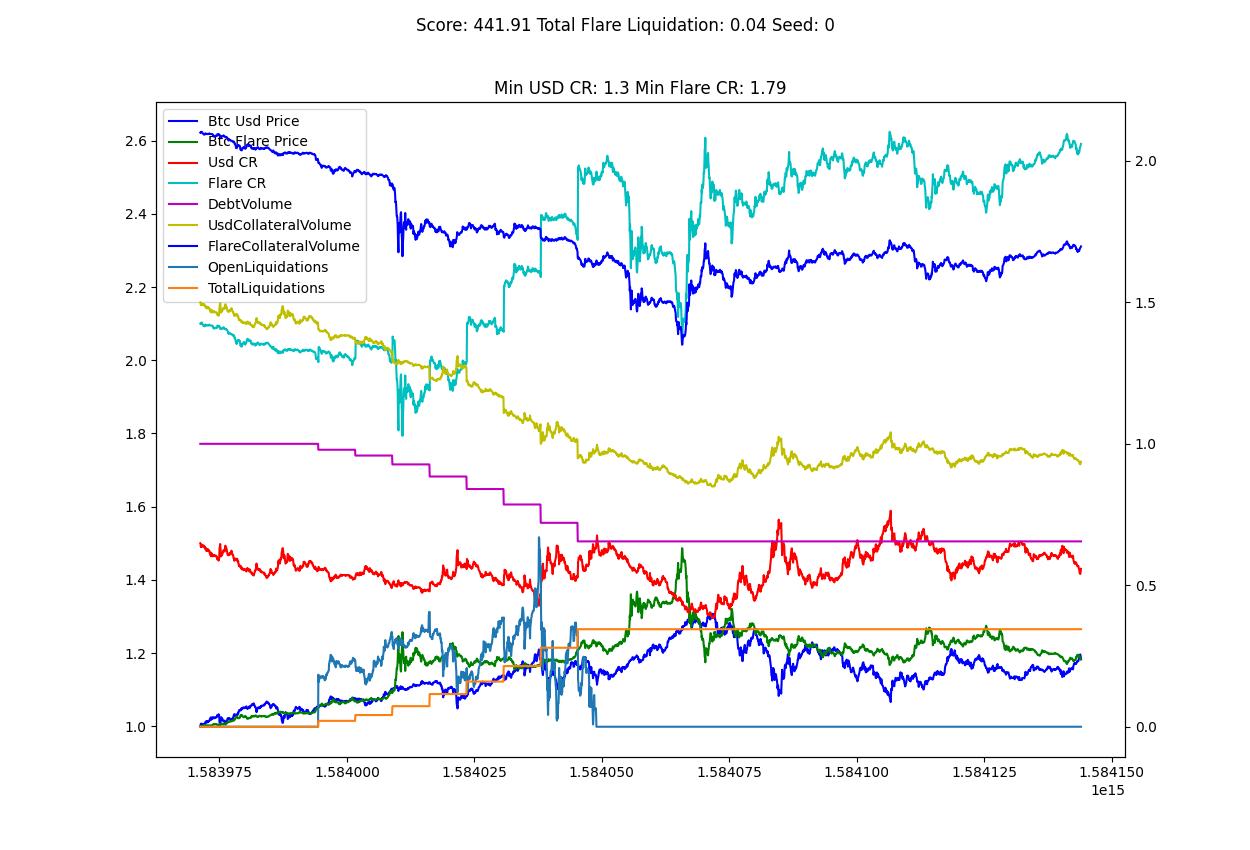 Score: 441.91 Total Flare Liquidation: 0.04 Seed: 0
Min USD CR: 1.3 Min Flare CR: 1.79
Btc Usd Price
Btc Flare Price
Usd CR
Flare CR
DebtVolume
UsdCollateralVolume
FlareCollateralVolume
OpenLiquidations
TotalLiquidations
2.6
2.4
2.2
2.0
1.8
1.6
1.4
1.2
1.0
2.0
1.5
1.0
0.5
0.0
1.583975 1.584000 1.584025 1.584050 1.584075 1.584100 1.584125 1.584150
1e15